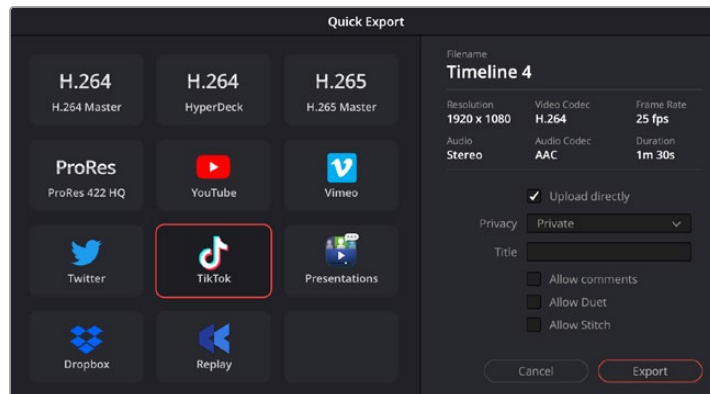 Quick Export
H.264
H.264 Master
H.264
HyperDeck
H.265
H.265 Master
ProRes
ProRes 422 HQ
YouTube
Vimeo
Twitter
TikTok
Presentations
Dropbox
Replay
Filename
Timeline 4
Resolution
1920 x 1080
Video Codec
H.264
Frame Rate
25 fps
Audio
Stereo
Audio Codec
AAC
Duration
1m 30s
Upload directly
Privacy Private
Title
Allow comments
Allow Duet
Allow Stitch
Cancel Export